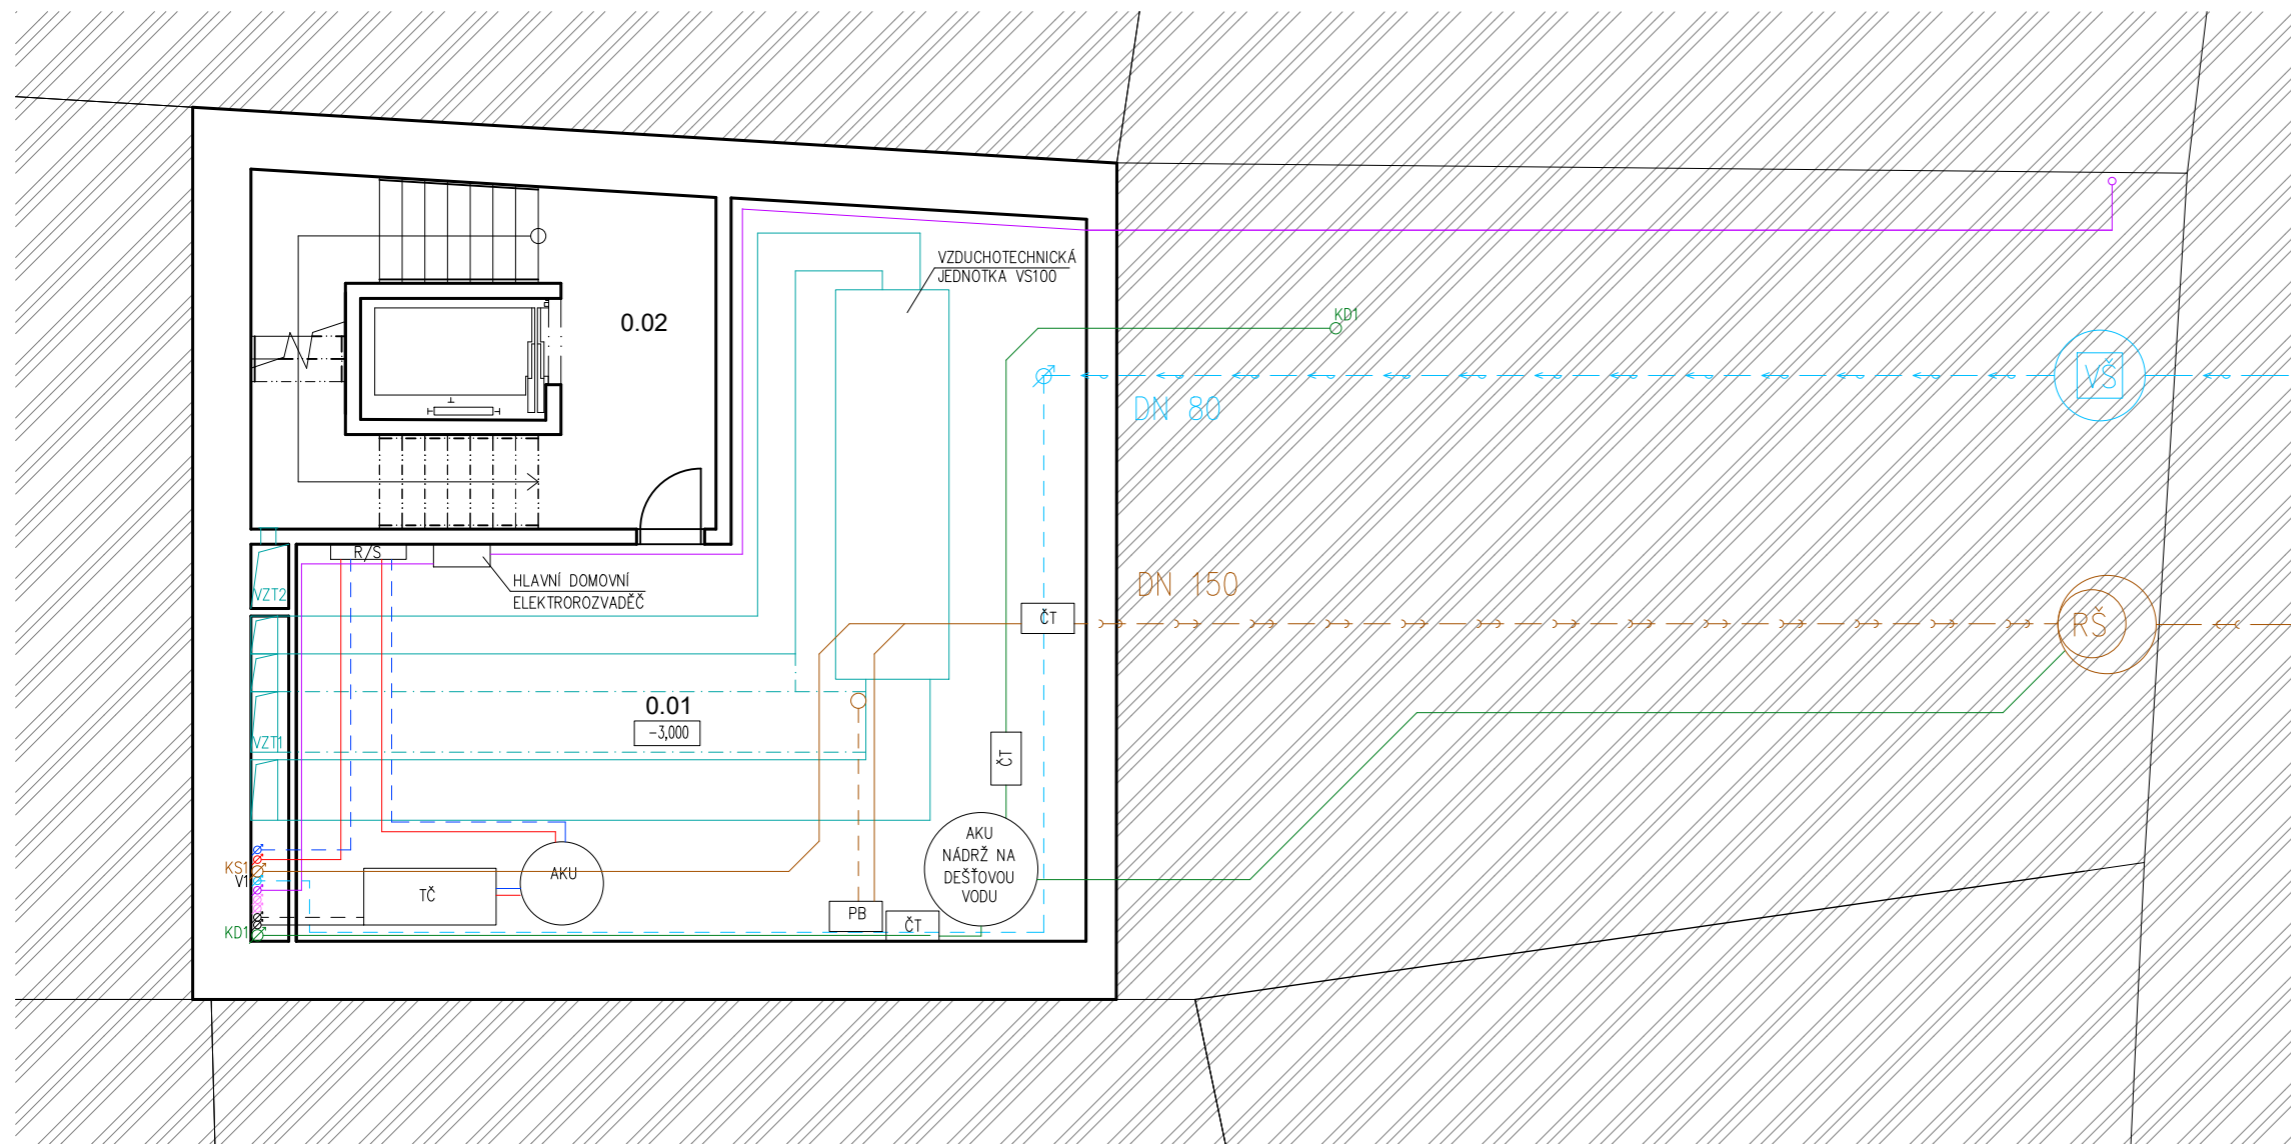 VZDUCHOTECHNICKÁ
JEDNOTKA VS100
0.02
KD1
VŠ
DN 80
R/S
HLAVNÍ DOMOVNÍ
ELEKTROROZVADĚČ
VZT2
DN 150
ČT
RŠ
0.01
-3,000
VZT1
ČT
AKU
NÁDRŽ NA
DEŠŤOVOU
VODU
KS1
V1
TČ
AKU
PB
ČT
KD1